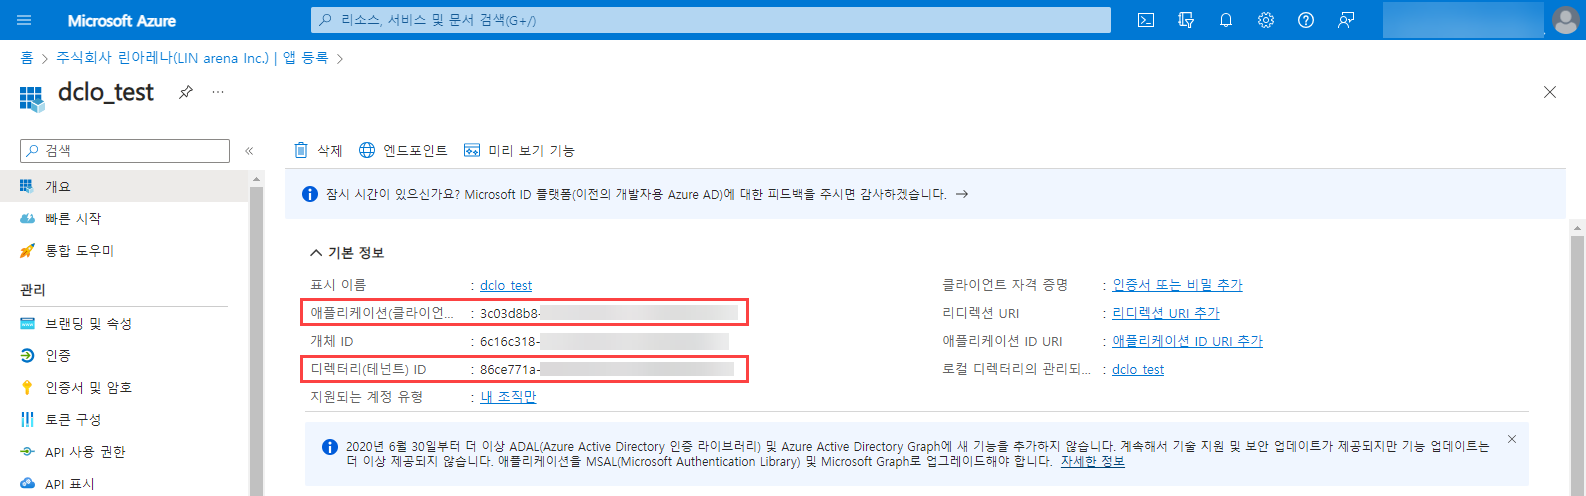 Microsoft Azure
리소스, 서비스 및 문서 검색(G+/)
홈 > 주식회사 린아레나(LIN arena Inc.) | 앱 등록 >
dclo_test
검색
«
삭제
엔드포인트
미리 보기 기능
개요
빠른 시작
통합 도우미
관리
브랜딩 및 속성
인증
인증서 및 암호
토큰 구성
API 사용 권한
API 표시
잠시 시간이 있으신가요? Microsoft ID 플랫폼(이전의 개발자용 Azure AD)에 대한 피드백을 주시면 감사하겠습니다. →
기본 정보
표시 이름 : dclo_test
애플리케이션(클라이언... : 3c03d8b8-
개체 ID : 6c16c318-
디렉터리(테넌트) ID : 86ce771a-
지원되는 계정 유형 : 내 조직만
클라이언트 자격 증명 : 인증서 또는 비밀 추가
리디렉션 URI : 리디렉션 URI 추가
애플리케이션 ID URI : 애플리케이션 ID URI 추가
로컬 디렉터리의 관리되... : dclo_test
2020년 6월 30일부터 더 이상 ADAL(Azure Active Directory 인증 라이브러리) 및 Azure Active Directory Graph에 새 기능을 추가하지 않습니다. 계속해서 기술 지원 및 보안 업데이트가 제공되지만 기능 업데이트는
더 이상 제공되지 않습니다. 애플리케이션을 MSAL(Microsoft Authentication Library) 및 Microsoft Graph로 업그레이드해야 합니다. 자세한 정보